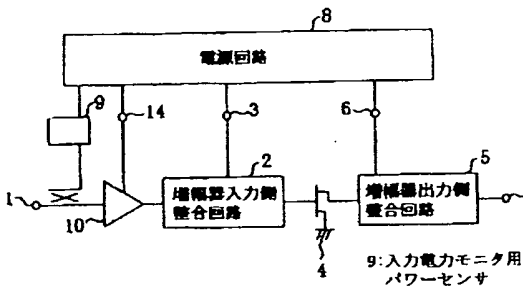 8
電源回路
9
14
3
6
2
5
1
増幅器入力側
整合回路
増幅器出力側
整合回路
10
4
9:入力電力モニタ用
パワーセンサ